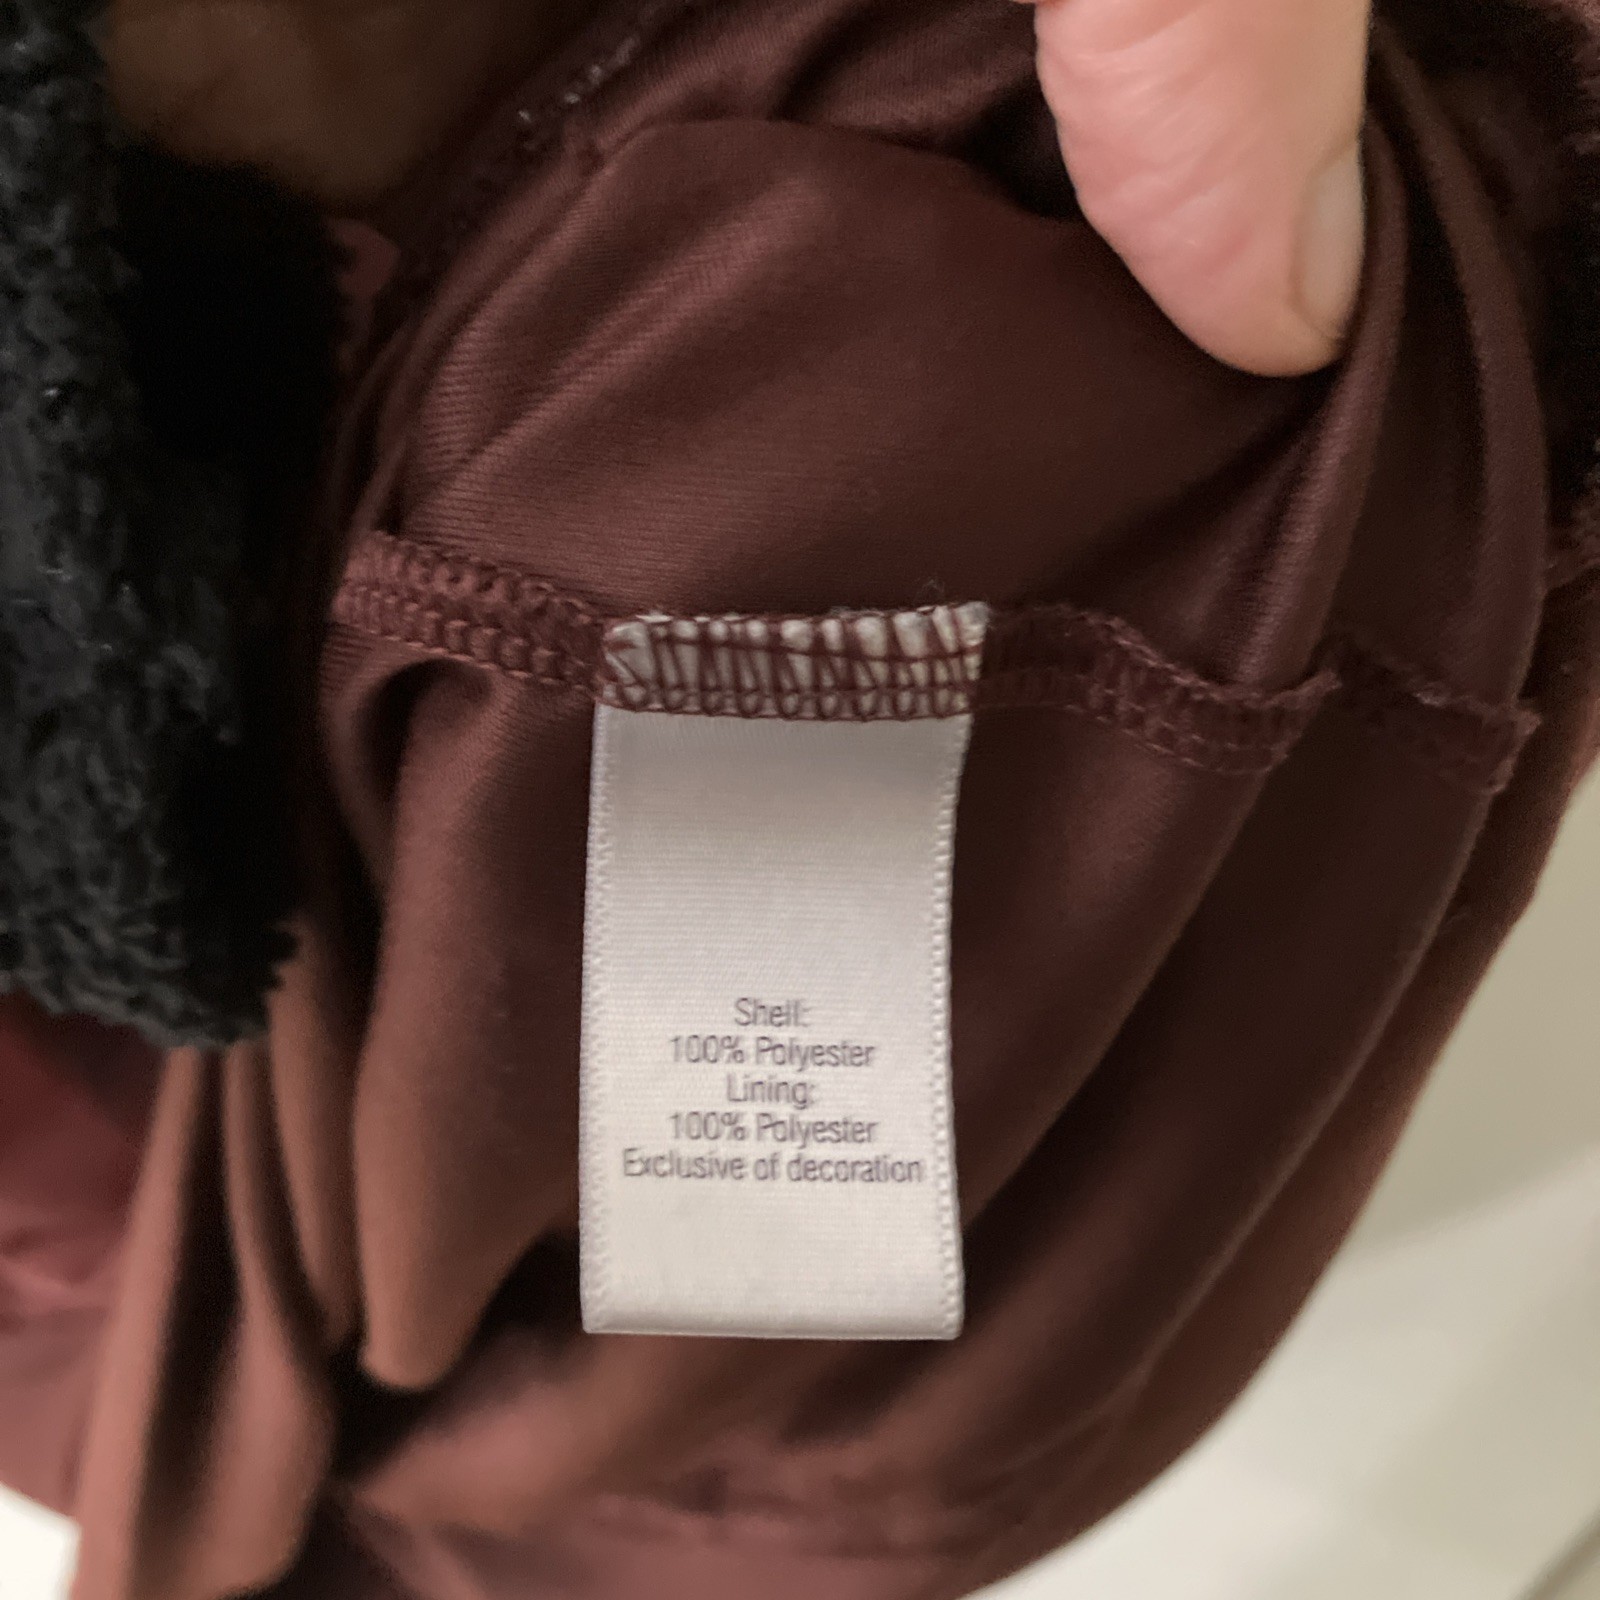 Shell:
100% Polyester
Lining:
100% Polyester
Exclusive of decoration